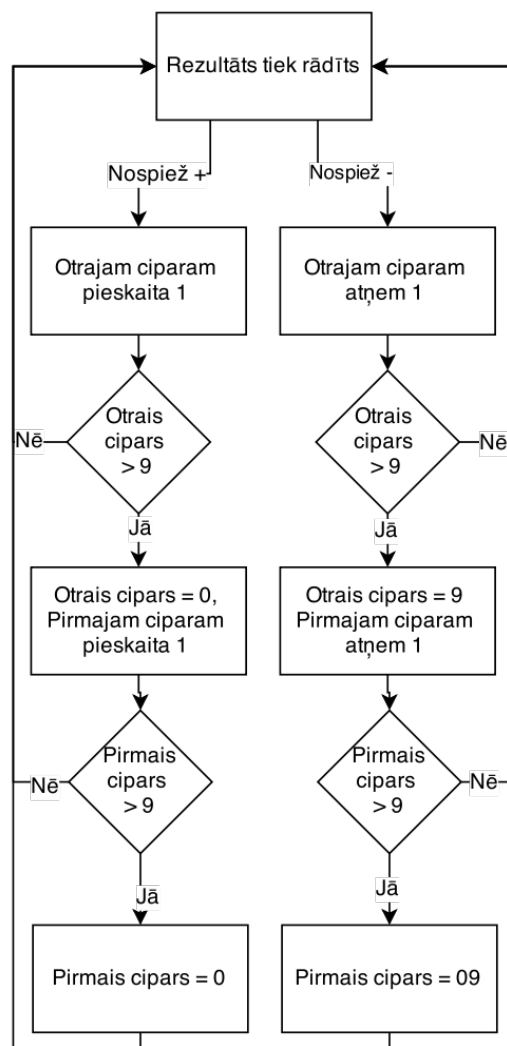 Rezultāts tiek rādīts
Nospiež +
Nospiež -
Otrajam ciparam
pieskaita 1
Otrajam ciparam
atņem 1
Otrais
cipars
> 9
Otrais
cipars
> 9
Nē
Nē
Jā
Jā
Otrais cipars = 0,
Pirmajam ciparam
pieskaita 1
Otrais cipars = 9
Pirmajam ciparam
atņem 1
Pirmais
cipars
> 9
Pirmais
cipars
> 9
Nē
Nē
Jā
Jā
Pirmais cipars = 0
Pirmais cipars = 09